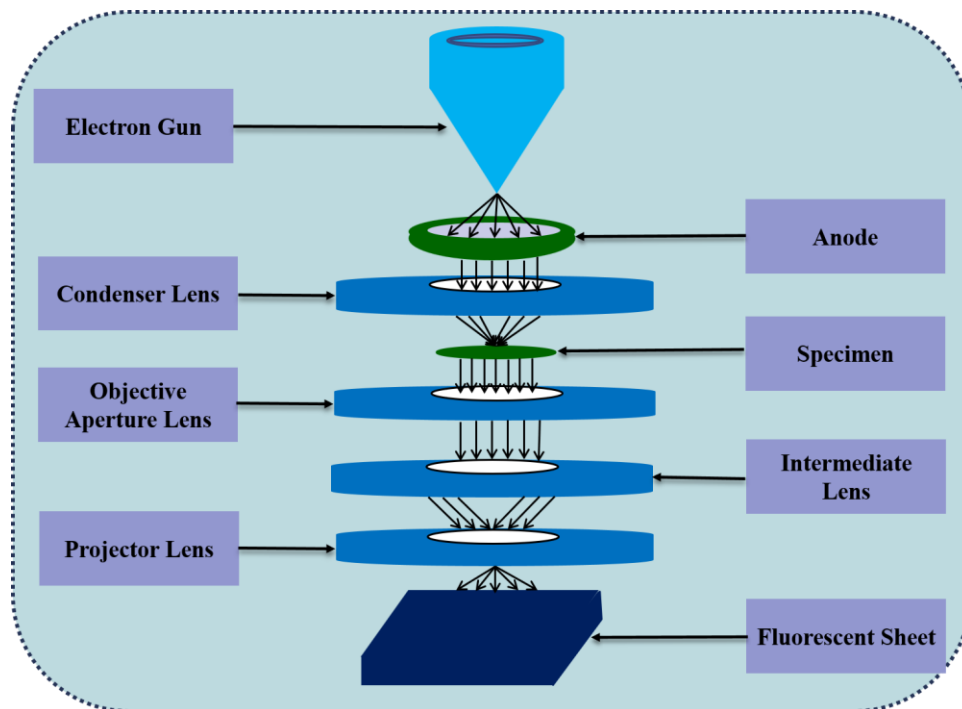 Electron Gun
Anode
Condenser Lens
Specimen
Objective
Aperture Lens
Intermediate
Lens
Projector Lens
Fluorescent Sheet